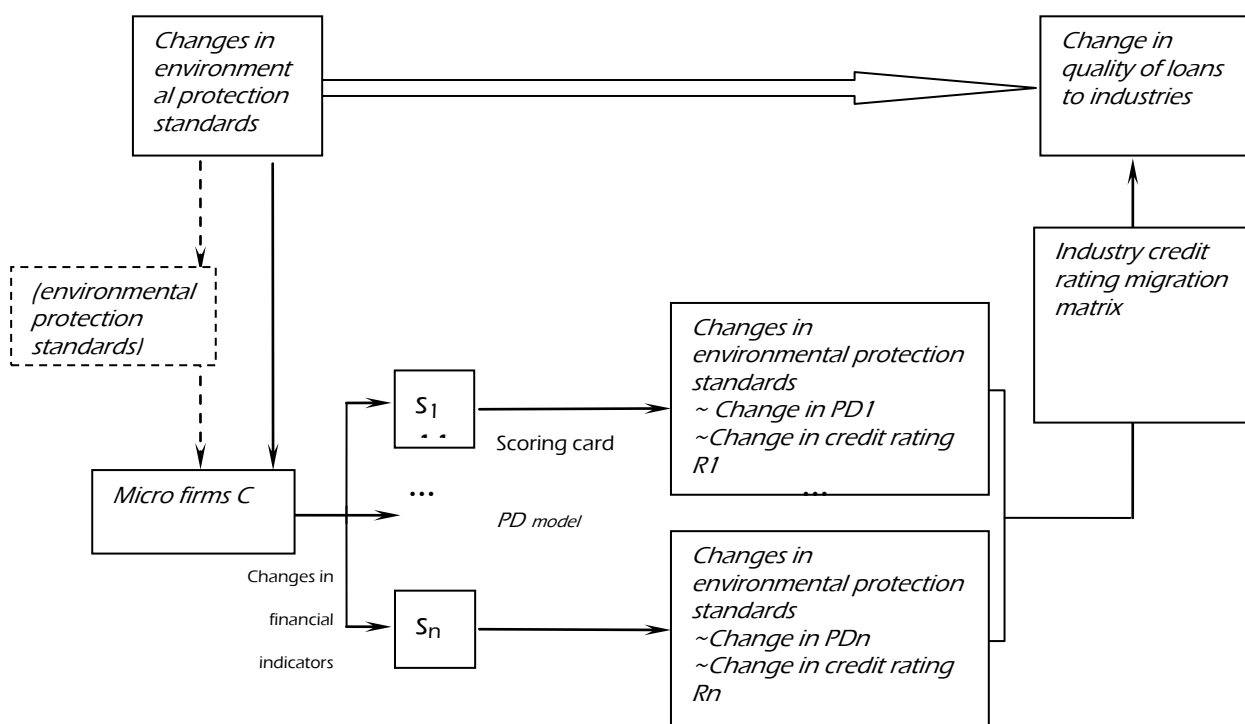 Changes in
environment
al protection
standards
Change in
quality of loans
to industries
(environmental
protection
standards)
Industry credit
rating migration
matrix
Micro firms C
Changes in
financial
indicators
S1
...
Sn
Scoring card
PD model
Changes in
environmental protection
standards
~ Change in PD1
~Change in credit rating
R1
...
Changes in
environmental protection
standards
~Change in PDn
~Change in credit rating
Rn